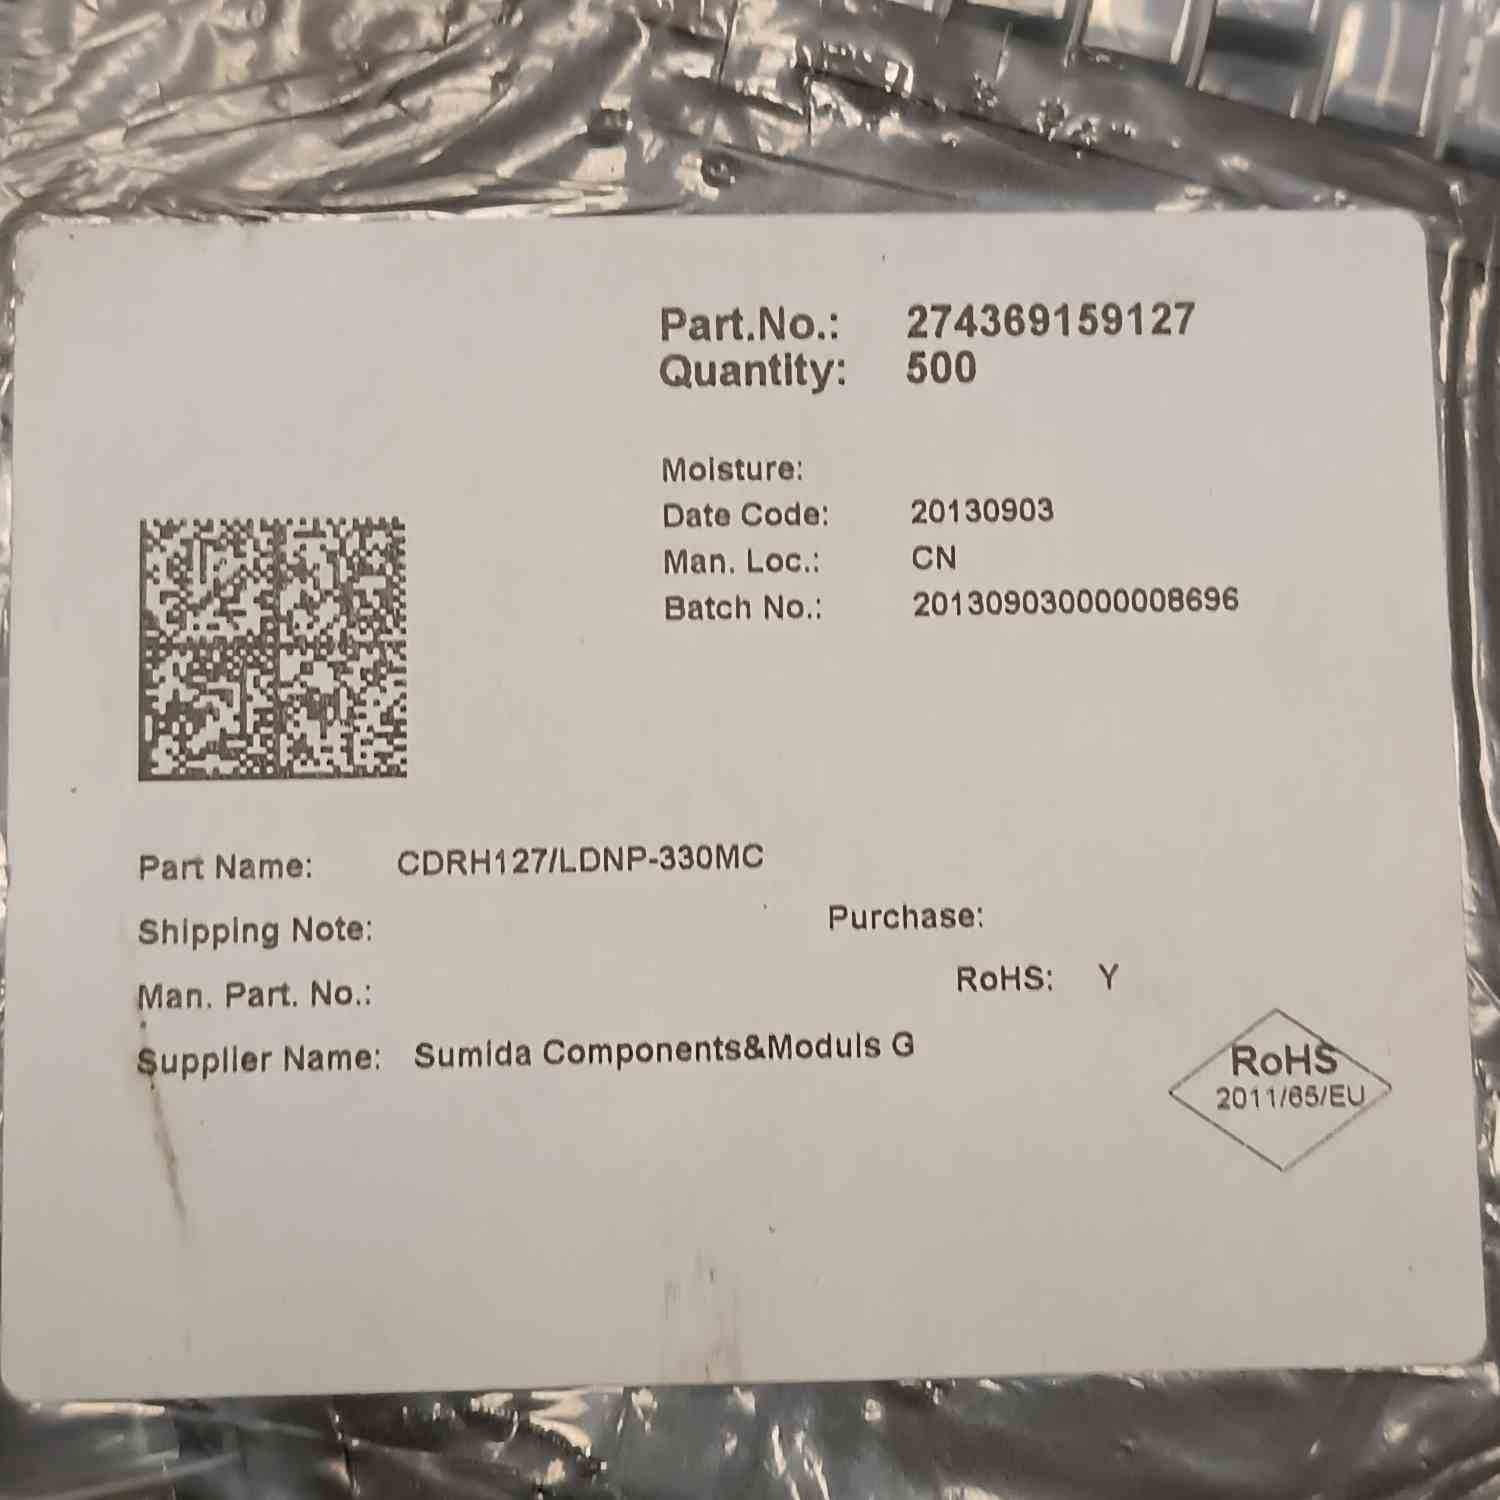 Part.No.: 274369159127
Quantity: 500
Moisture:
Date Code: 20130903
Man. Loc.: CN
Batch No.: 201309030000008696
Part Name: CDRH127/LDNP-330MC
Shipping Note:
Purchase:
Man. Part. No.:
RoHS: Y
Supplier Name: Sumida Components&Moduls G
RoHS
2011/65/EU